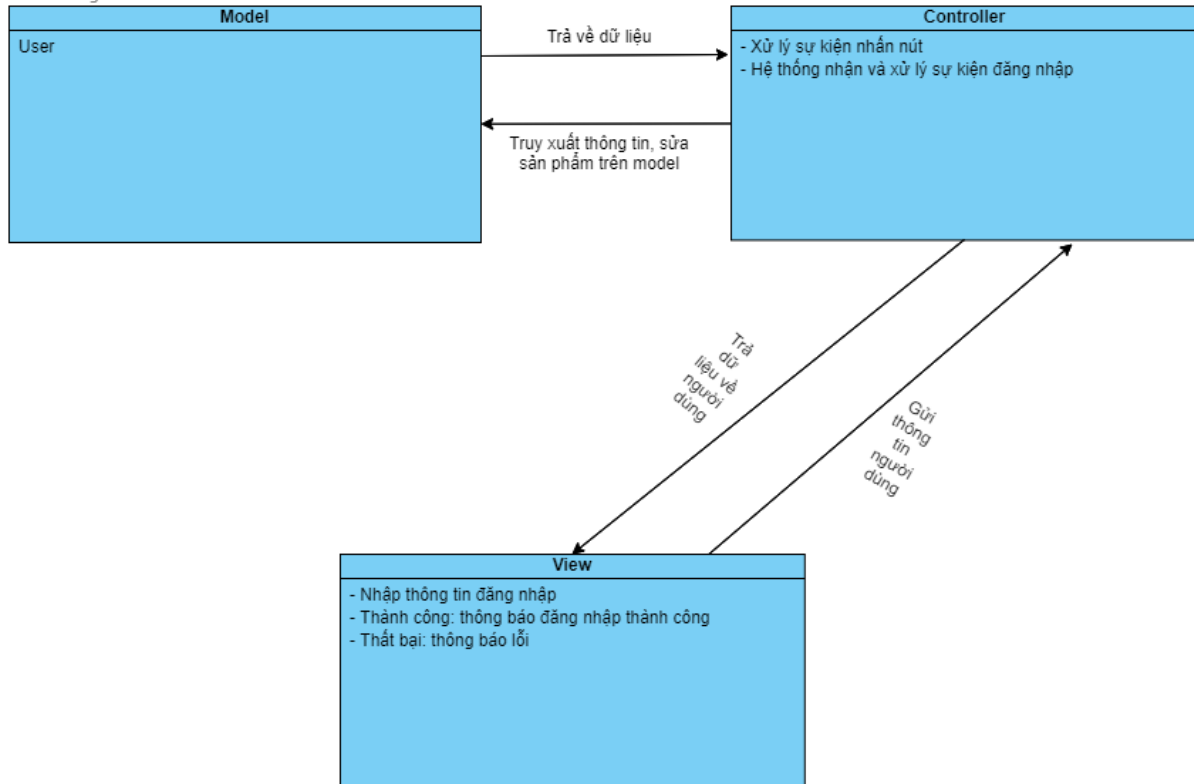 Model
User
Trả về dữ liệu
Controller
- Xử lý sự kiện nhấn nút
- Hệ thống nhận và xử lý sự kiện đăng nhập
Truy xuất thông tin, sửa
sản phẩm trên model
Trả
dữ
liệu về
người
dùng
Gửi
thông
tin
người
dùng
View
- Nhập thông tin đăng nhập
- Thành công: thông báo đăng nhập thành công
- Thất bại: thông báo lỗi